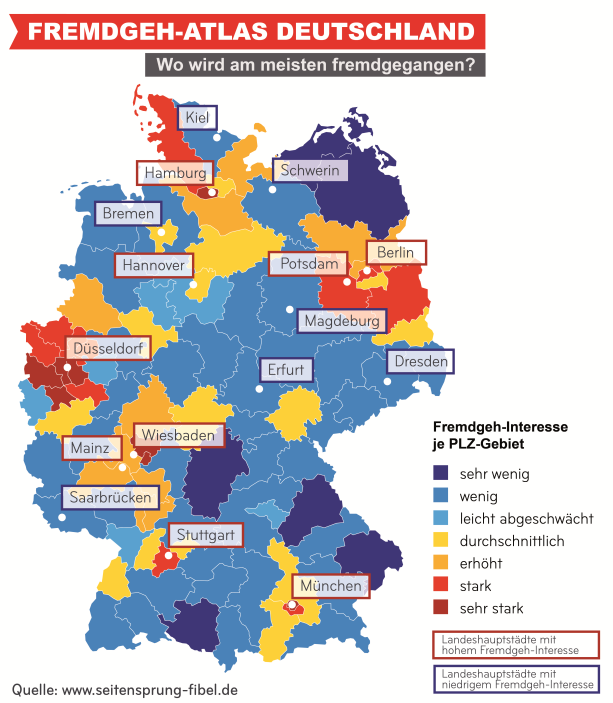 FREMDGEH-ATLAS DEUTSCHLAND
Wo wird am meisten fremdgegangen?
Kiel
Schwerin
Hamburg
Bremen
Hannover
Potsdam
Berlin
Magdeburg
Düsseldorf
Erfurt
Dresden
Wiesbaden
Mainz
Saarbrücken
Stuttgart
München
Fremdgeh-Interesse
je PLZ-Gebiet
sehr wenig
wenig
leicht abgeschwächt
durchschnittlich
erhöht
stark
sehr stark
Landeshauptstädte mit
hohem Fremdgeh-Interesse
Landeshauptstädte mit
niedrigem Fremdgeh-Interesse
Quelle: www.seitensprung-fibel.de